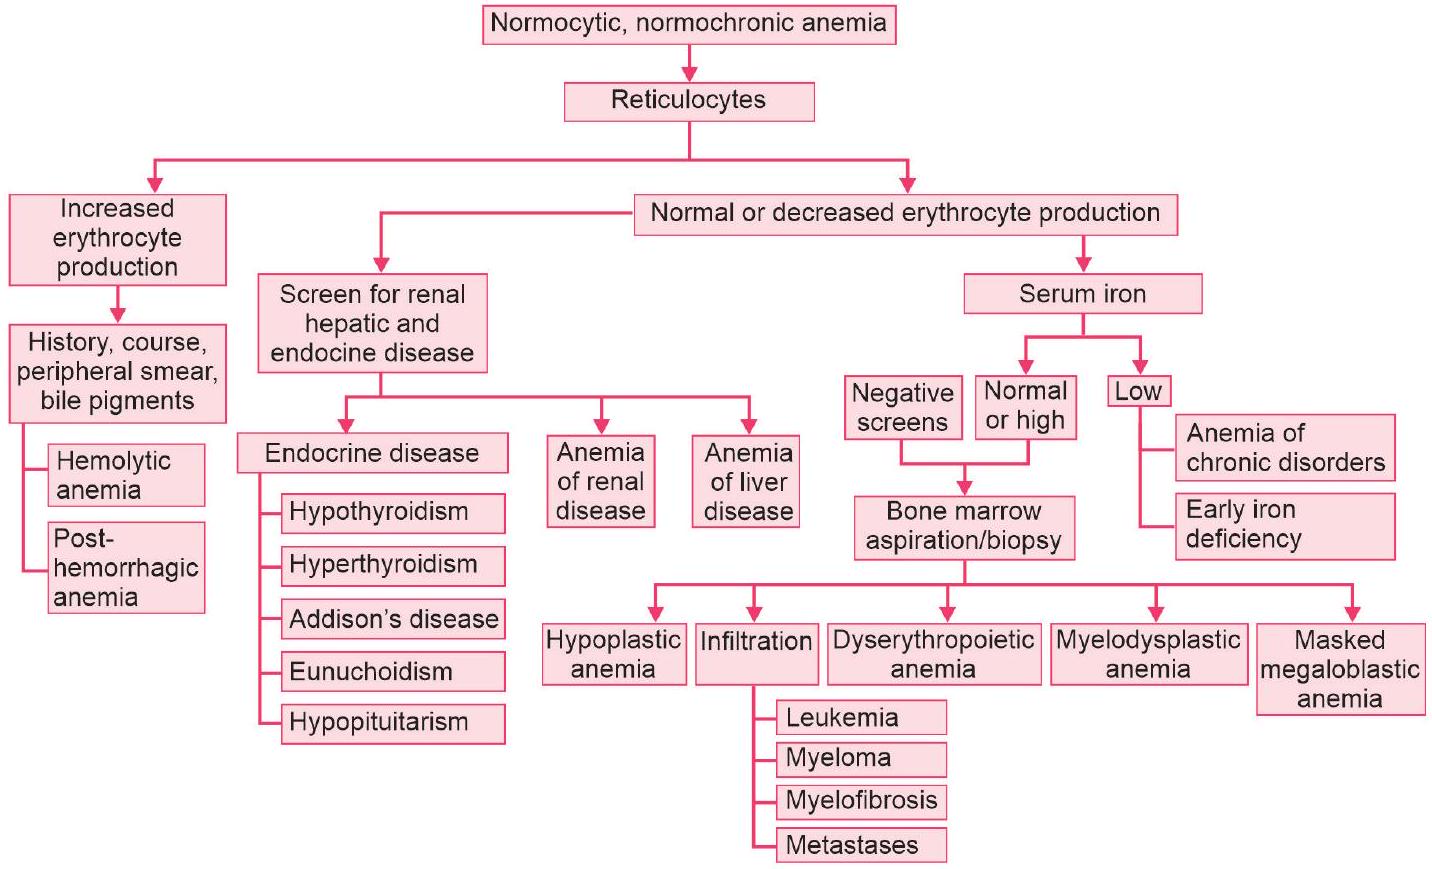 Normocytic, normochronic anemia
Reticulocytes
Increased
erythrocyte
production
Normal or decreased erythrocyte production
History, course,
peripheral smear,
bile pigments
Hemolytic
anemia
Post-
hemorrhagic
anemia
Screen for renal
hepatic and
endocrine disease
Endocrine disease
Hypothyroidism
Hyperthyroidism
Addison's disease
Eunuchoidism
Hypopituitarism
Anemia
of renal
disease
Anemia
of liver
disease
Serum iron
Negative
screens
Normal
or high
Low
Anemia of
chronic disorders
Early iron
deficiency
Bone marrow
aspiration/biopsy
Hypoplastic
anemia
Infiltration
Leukemia
Myeloma
Myelofibrosis
Metastases
Dyserythropoietic
anemia
Myelodysplastic
anemia
Masked
megaloblastic
anemia